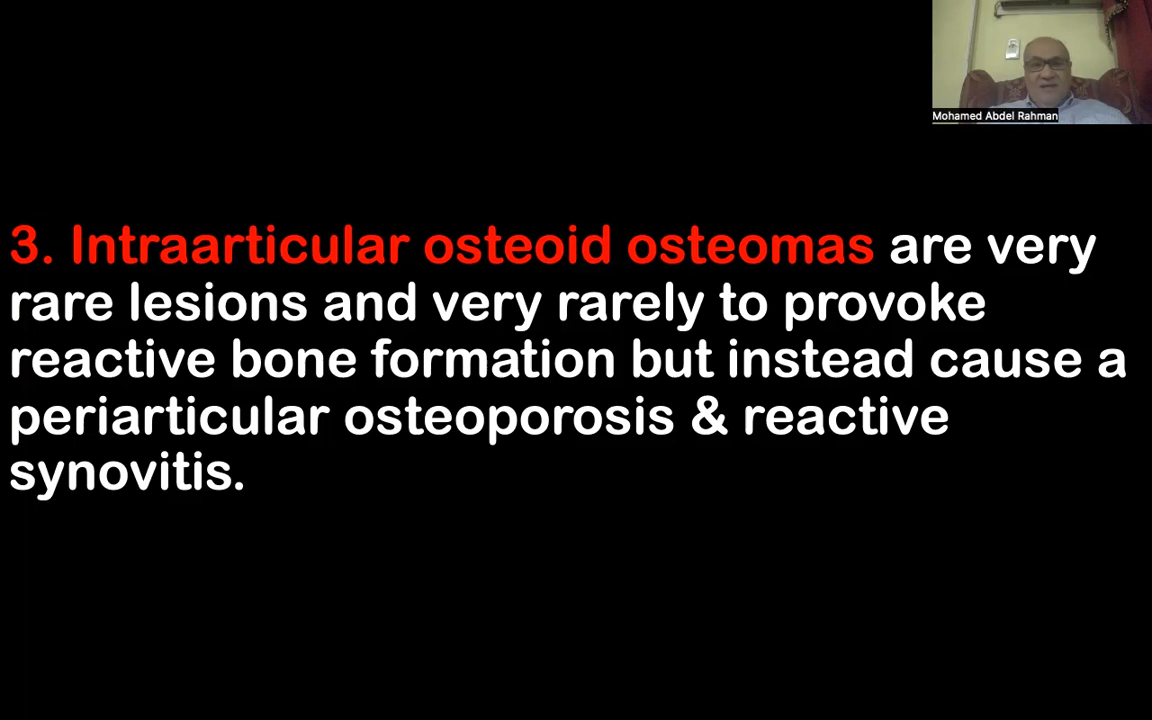 Mohamed Abdel Rahman
3. Intraarticular osteoid osteomas are very
rare lesions and very rarely to provoke
reactive bone formation but instead cause a
periarticular osteoporosis & reactive
synovitis.